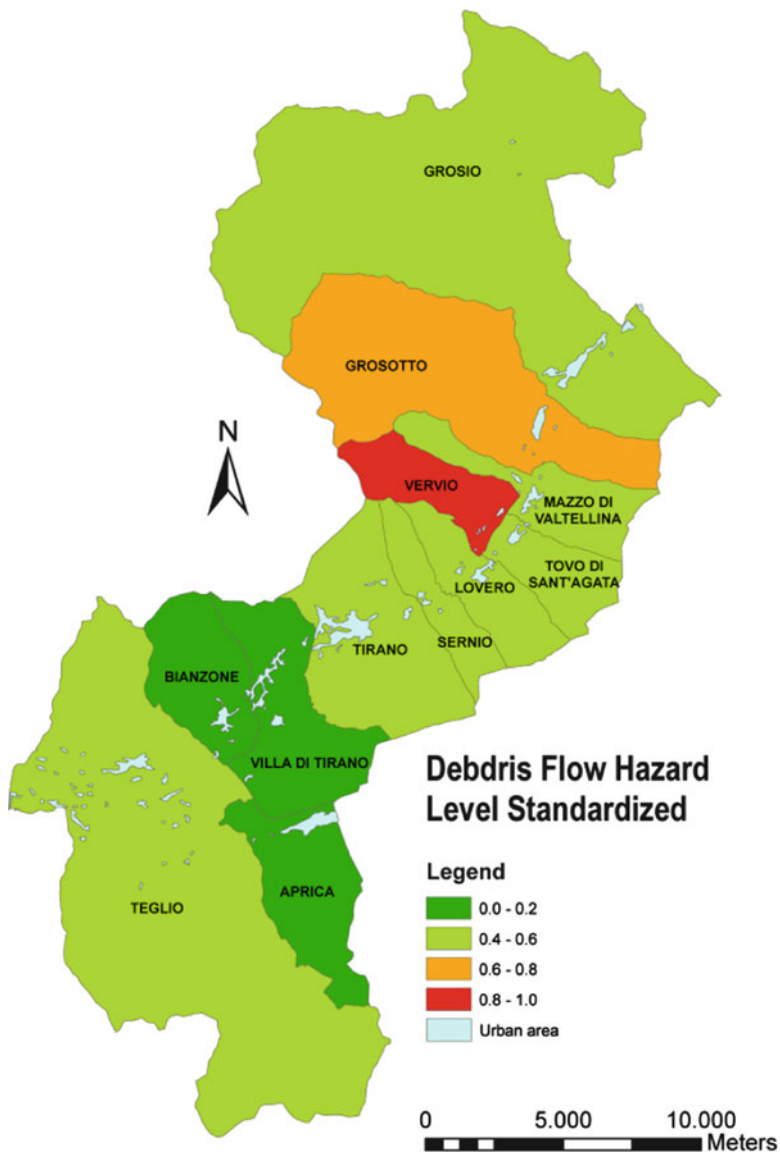 GROSIO
GROSOTTO
N
VERVIO
MAZZO DI
VALTELLINA
TOVO DI
SANT'AGATA
LOVERO
SERNIO
TIRANO
BIANZONE
VILLA DI TIRANO
APRICA
TEGLIO
Debdris Flow Hazard
Level Standardized
Legend
0.0 - 0.2
0.4 - 0.6
0.6 - 0.8
0.8 - 1.0
Urban area
0 5.000 10.000
Meters